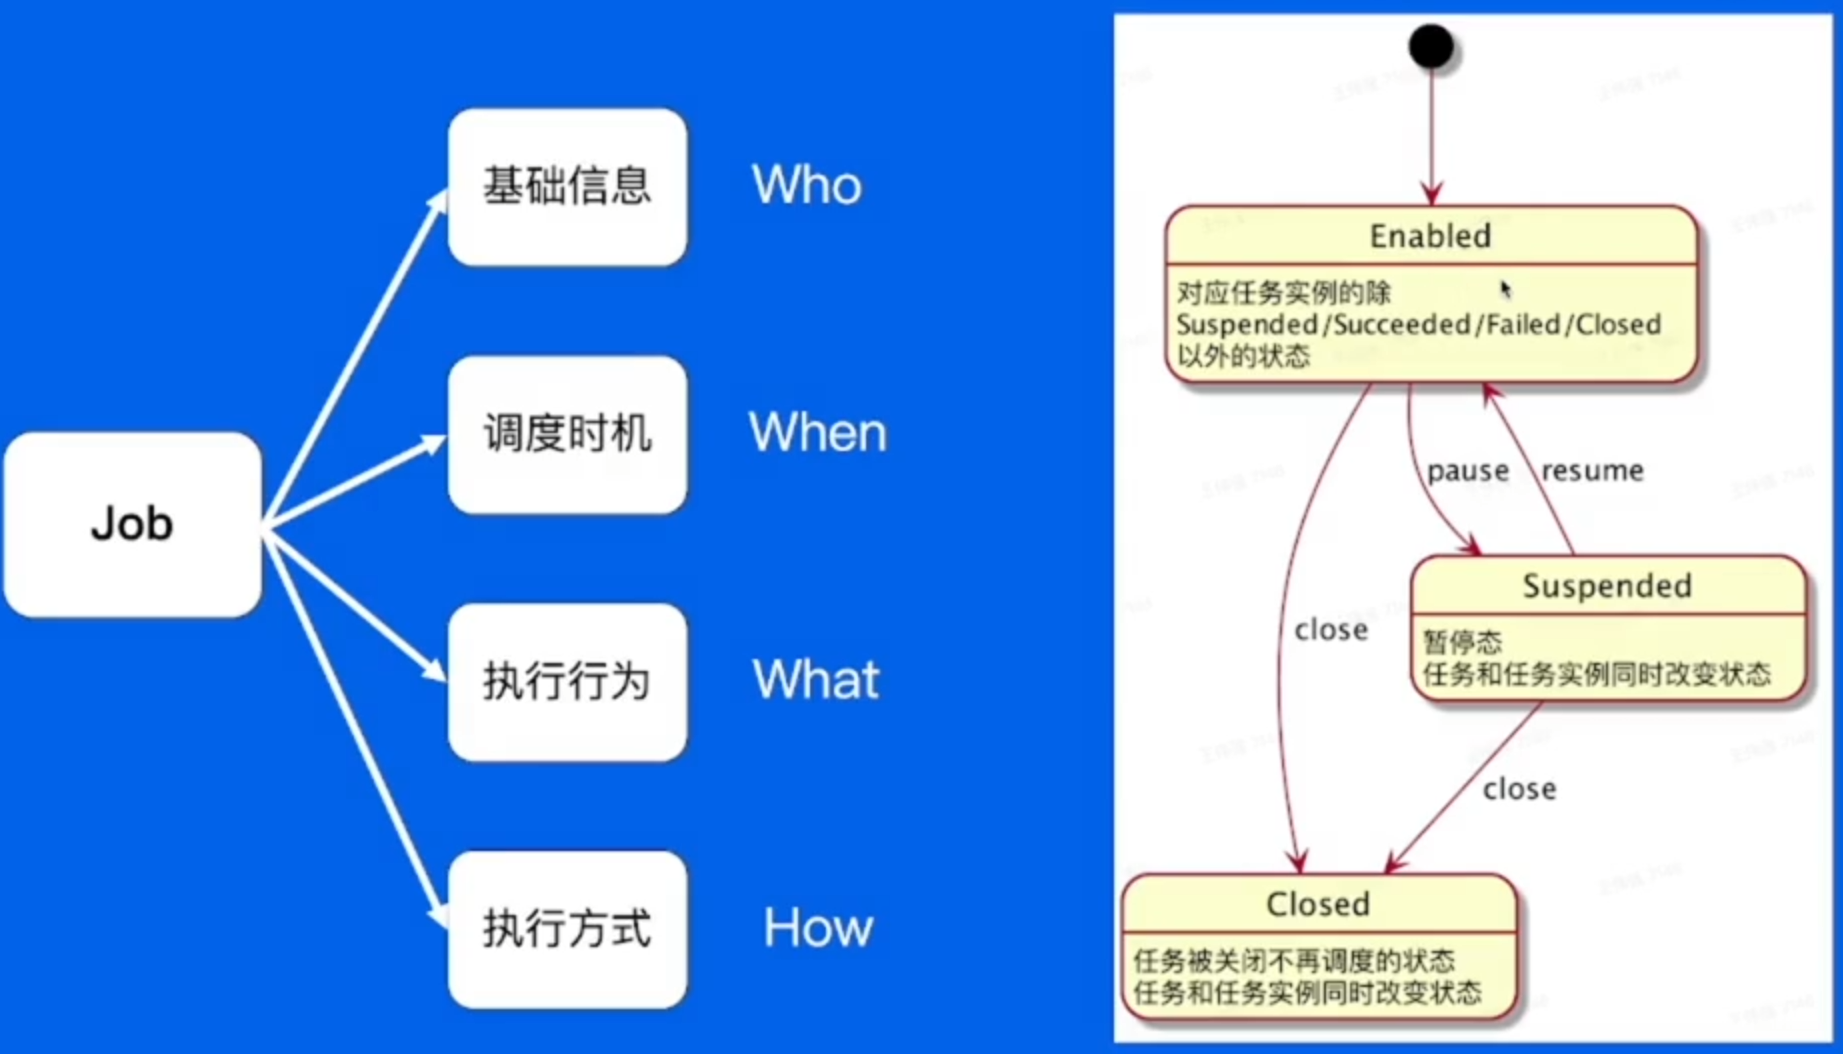 Job
基础信息
Who
调度时机
When
执行行为
What
执行方式
How
Enabled
对应任务实例的除
Suspended/Succeeded/Failed/Closed
以外的状态
pause
resume
close
Suspended
暂停态
任务和任务实例同时改变状态
close
Closed
任务被关闭不再调度的状态
任务和任务实例同时改变状态